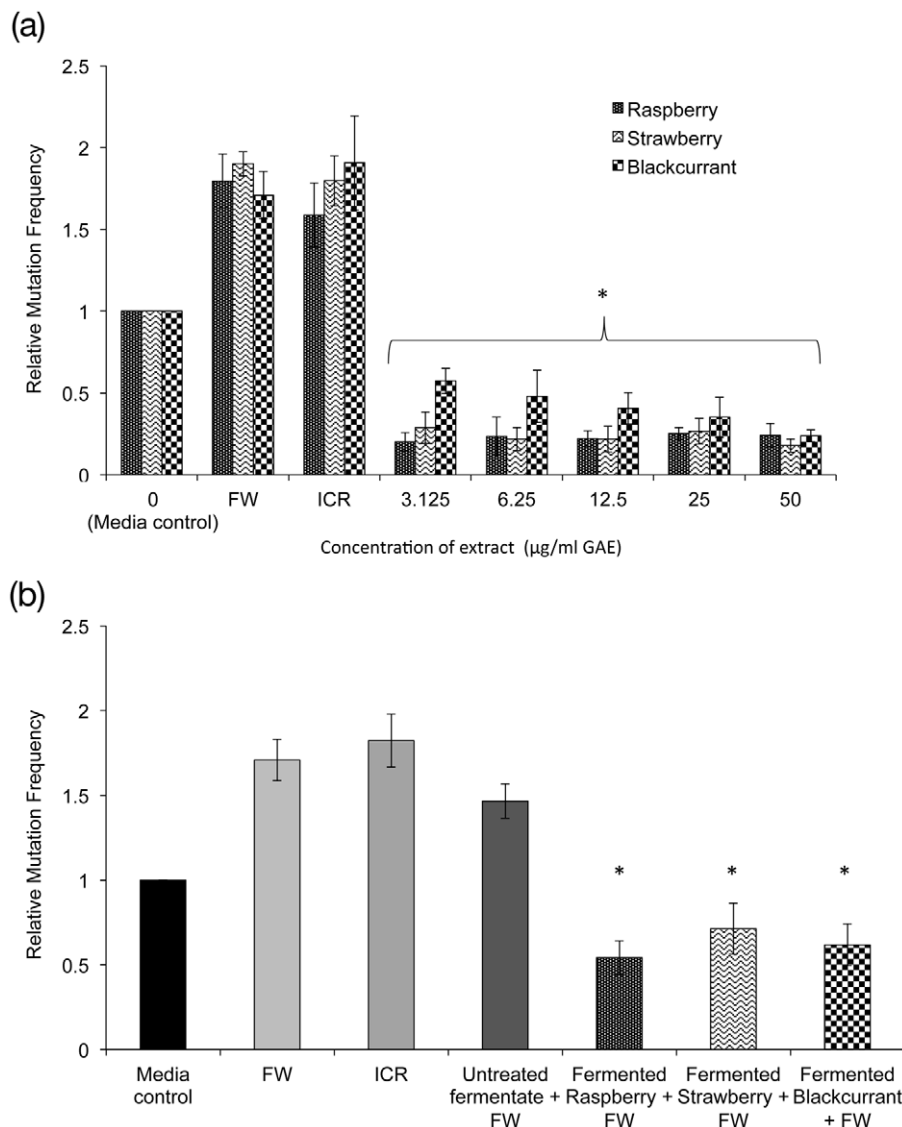 (a)
2.5
2
1.5
1
0.5
0
Relative Mutation Frequency
Raspberry
Strawberry
Blackcurrant
*
0
(Media control)
FW
ICR
3.125
6.25
12.5
25
50
Concentration of extract (µg/ml GAE)
(b)
2.5
2
1.5
1
0.5
0
Relative Mutation Frequency
* * *
Media
control
FW
ICR
Untreated
fermentate +
FW
Fermented
Raspberry +
FW
Fermented
Strawberry +
FW
Fermented
Blackcurrant
+ FW